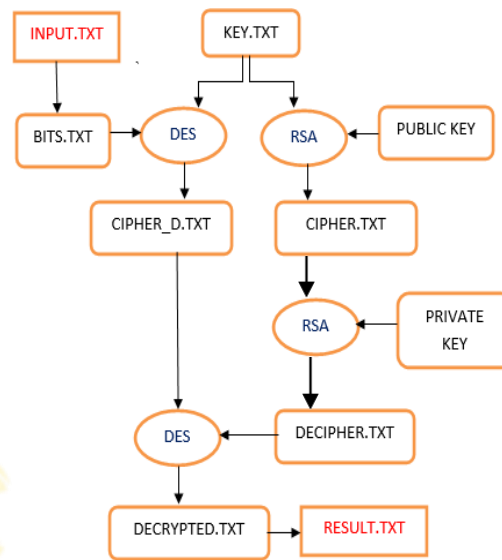 INPUT.TXT
KEY.TXT
BITS.TXT
DES
RSA
PUBLIC KEY
CIPHER_D.TXT
CIPHER.TXT
RSA
PRIVATE
KEY
DES
DECIPHER.TXT
DECRYPTED.TXT
RESULT.TXT